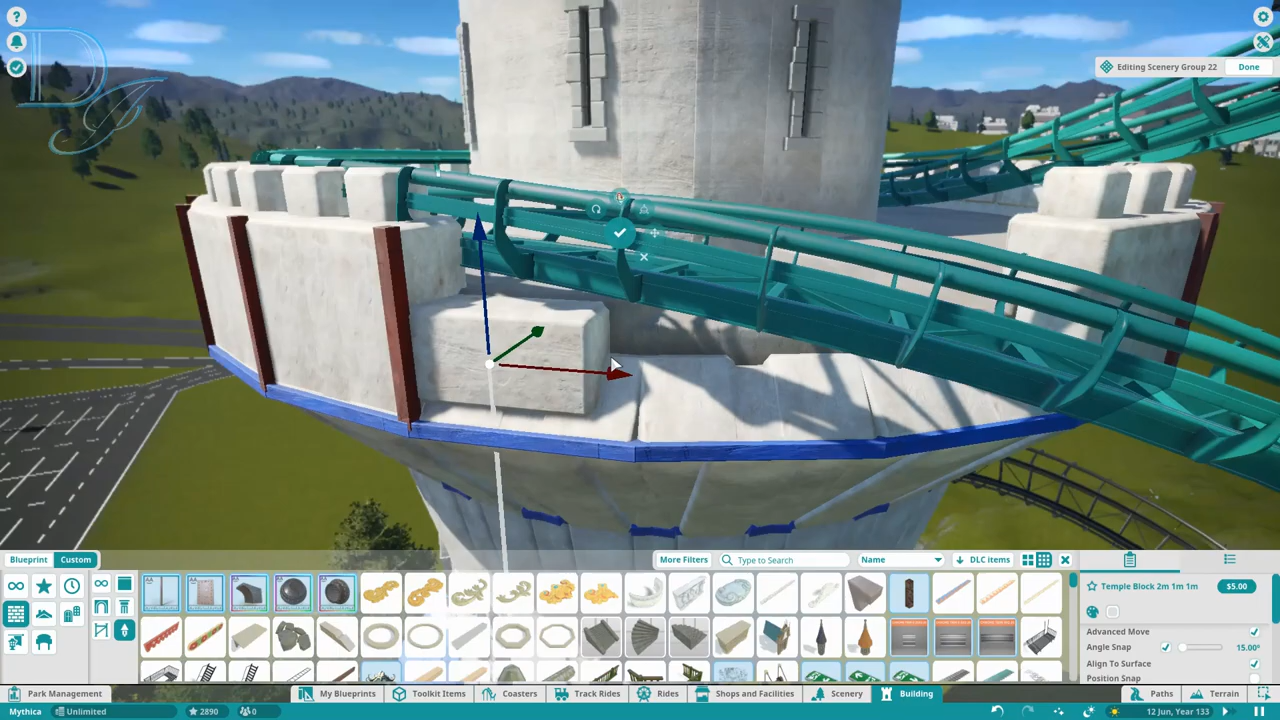 ?
DJ
Editing Scenery Group 22
Done
Blueprint
Custom
More Filters
Type to Search
Name
DLC items
Temple Block 2m 1m 1m
$5.00
Advanced Move
Angle Snap
15.00°
Align To Surface
Position Snap
Park Management
My Blueprints
Toolkit Items
Coasters
Track Rides
Rides
Shops and Facilities
Scenery
Building
Paths
Terrain
Mythica
Unlimited
2890
0
12 Jun, Year 133